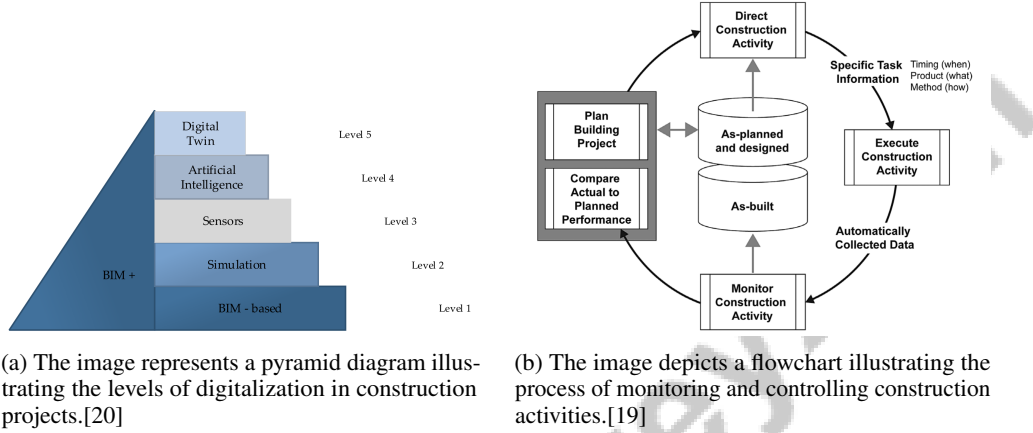 Digital
Twin
Level 5
Artificial
Intelligence
Level 4
Sensors
Level 3
Simulation
Level 2
BIM +
BIM - based
Level 1
(a) The image represents a pyramid diagram illus-
trating the levels of digitalization in construction
projects.[20]
Direct
Construction
Activity
Specific Task
Information
Timing (when)
Product (what)
Method (how)
Plan
Building
Project
As-planned
and designed
Execute
Construction
Activity
Compare
Actual to
Planned
Performance
As-built
Automatically
Collected Data
Monitor
Construction
Activity
(b) The image depicts a flowchart illustrating the
process of monitoring and controlling construction
activities.[19]